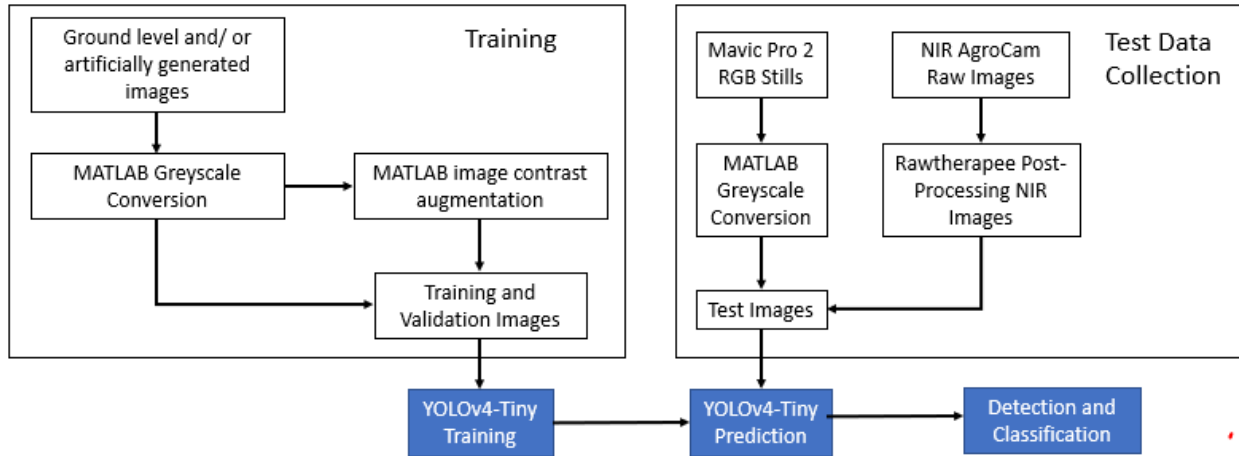 Training
Ground level and/ or
artificially generated
images
MATLAB Greyscale
Conversion
MATLAB image contrast
augmentation
Training and
Validation Images
Test Data
Collection
Mavic Pro 2
RGB Stills
NIR AgroCam
Raw Images
MATLAB
Greyscale
Conversion
Rawtherapee Post-
Processing NIR
Images
Test Images
YOLOv4-Tiny
Training
YOLOv4-Tiny
Prediction
Detection and
Classification